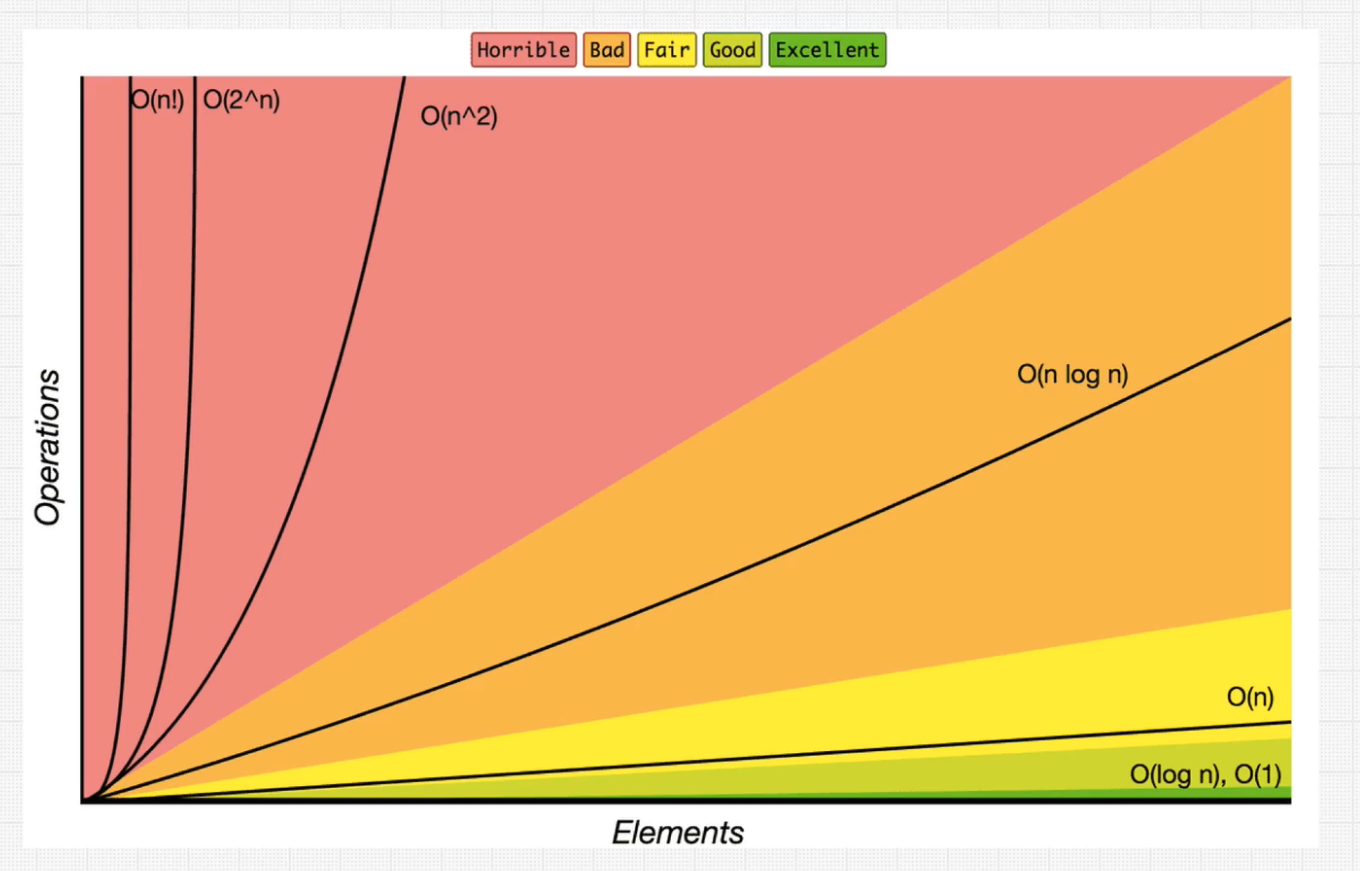 Horrible Bad Fair Good Excellent
O(n!) O(2^n)
O(n^2)
O(n log n)
Operations
O(n)
O(log n), O(1)
Elements